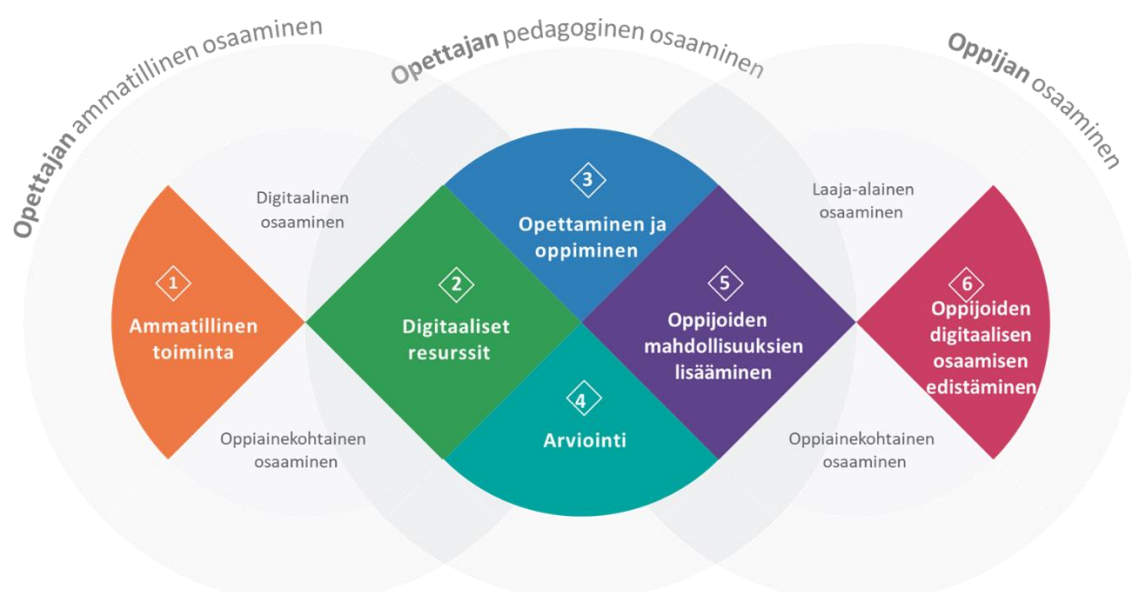 Opettajan ammatillinen osaaminen
Opettajan pedagoginen osaaminen
Oppijan osaaminen
Digitaalinen
osaaminen
Laaja-alainen
osaaminen
1
Ammatillinen
toiminta
2
Digitaaliset
resurssit
3
Opettaminen ja
oppiminen
4
Arviointi
5
Oppijoiden
mahdollisuuksien
lisääminen
6
Oppijoiden
digitaalisen
osaamisen
edistäminen
Oppiainekohtainen
osaaminen
Oppiainekohtainen
osaaminen